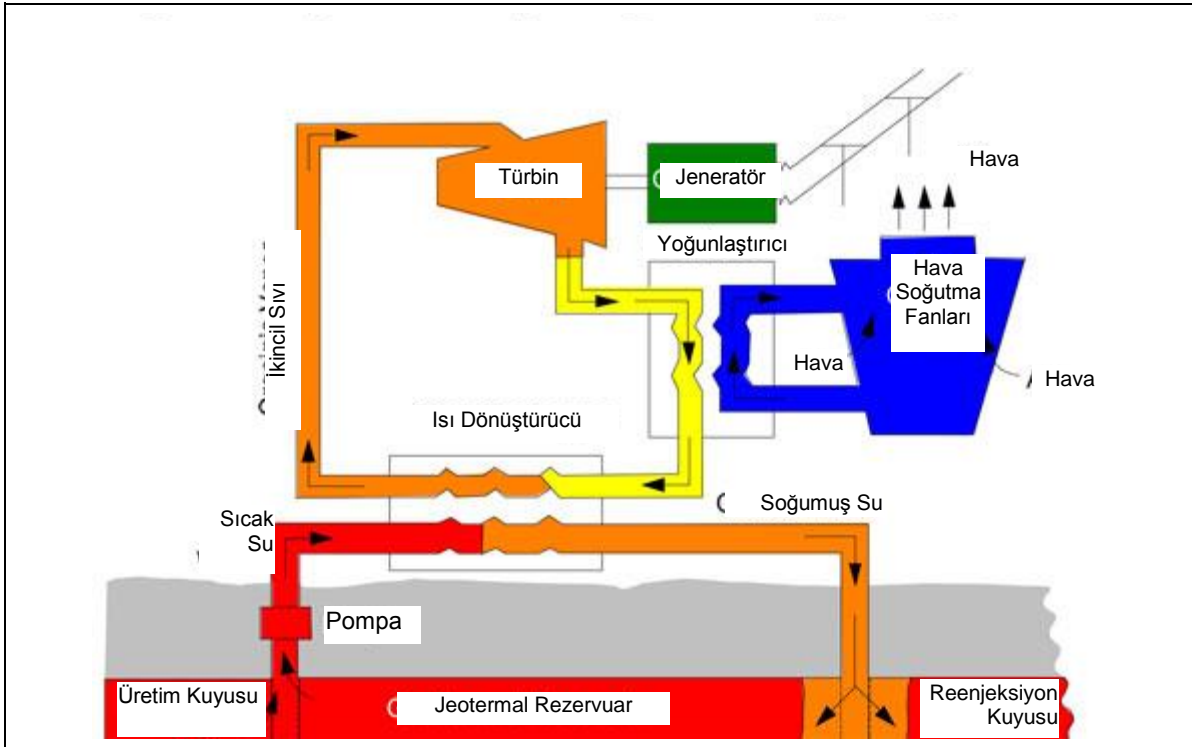 Hava
Türbin
Jeneratör
Yoğunlaştırıcı
Hava
Soğutma
Fanları
İkincil Sıvı
Hava
Hava
Isı Dönüştürücü
Sıcak
Su
Soğumuş Su
Pompa
Üretim Kuyusu
Jeotermal Rezervuar
Reenjeksiyon
Kuyusu